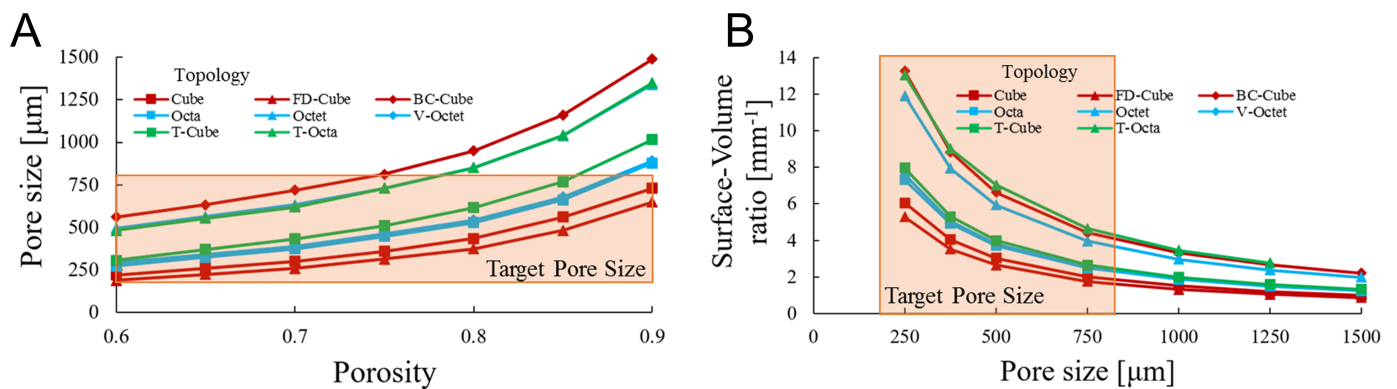 A
Pore size [μm]
1500
1250
1000
750
500
250
0
Topology
Cube FD-Cube BC-Cube
Octa Octet V-Octet
T-Cube T-Octa
Target Pore Size
0.6 0.7 0.8 0.9
Porosity
B
Surface-Volume
ratio [mm-1]
14
12
10
8
6
4
2
0
Topology
Cube FD-Cube BC-Cube
Octa Octet V-Octet
T-Cube T-Octa
Target Pore Size
0 250 500 750 1000 1250 1500
Pore size [μm]